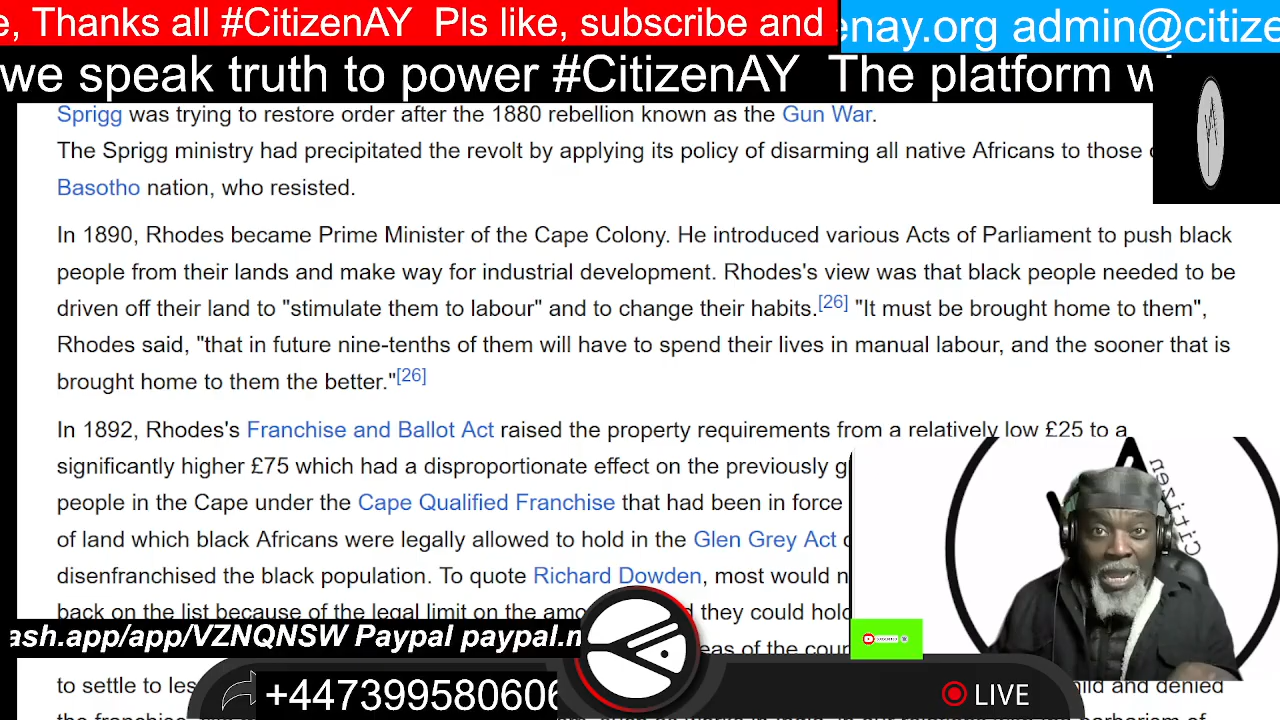 e, Thanks all #CitizenAY Pls like, subscribe and
enay.org admin@citize
we speak truth to power #CitizenAY The platform
Sprigg was trying to restore order after the 1880 rebellion known as the Gun War.
The Sprigg ministry had precipitated the revolt by applying its policy of disarming all native Africans to those
Basotho nation, who resisted.
In 1890, Rhodes became Prime Minister of the Cape Colony. He introduced various Acts of Parliament to push black
people from their lands and make way for industrial development. Rhodes's view was that black people needed to be
driven off their land to "stimulate them to labour" and to change their habits.[26] "It must be brought home to them",
Rhodes said, "that in future nine-tenths of them will have to spend their lives in manual labour, and the sooner that is
brought home to them the better."[26]
In 1892, Rhodes's Franchise and Ballot Act raised the property requirements from a relatively low £25 to a
significantly higher £75 which had a disproportionate effect on the previously
people in the Cape under the Cape Qualified Franchise that had been in force
of land which black Africans were legally allowed to hold in the Glen Grey Act
disenfranchised the black population. To quote Richard Dowden, most would
back on the list because of the legal limit on the they could hold
eas of the
to settle to and denied
Citizen
ash.app/app/VZNQNSW Paypal paypal.
+447399580606
LIVE